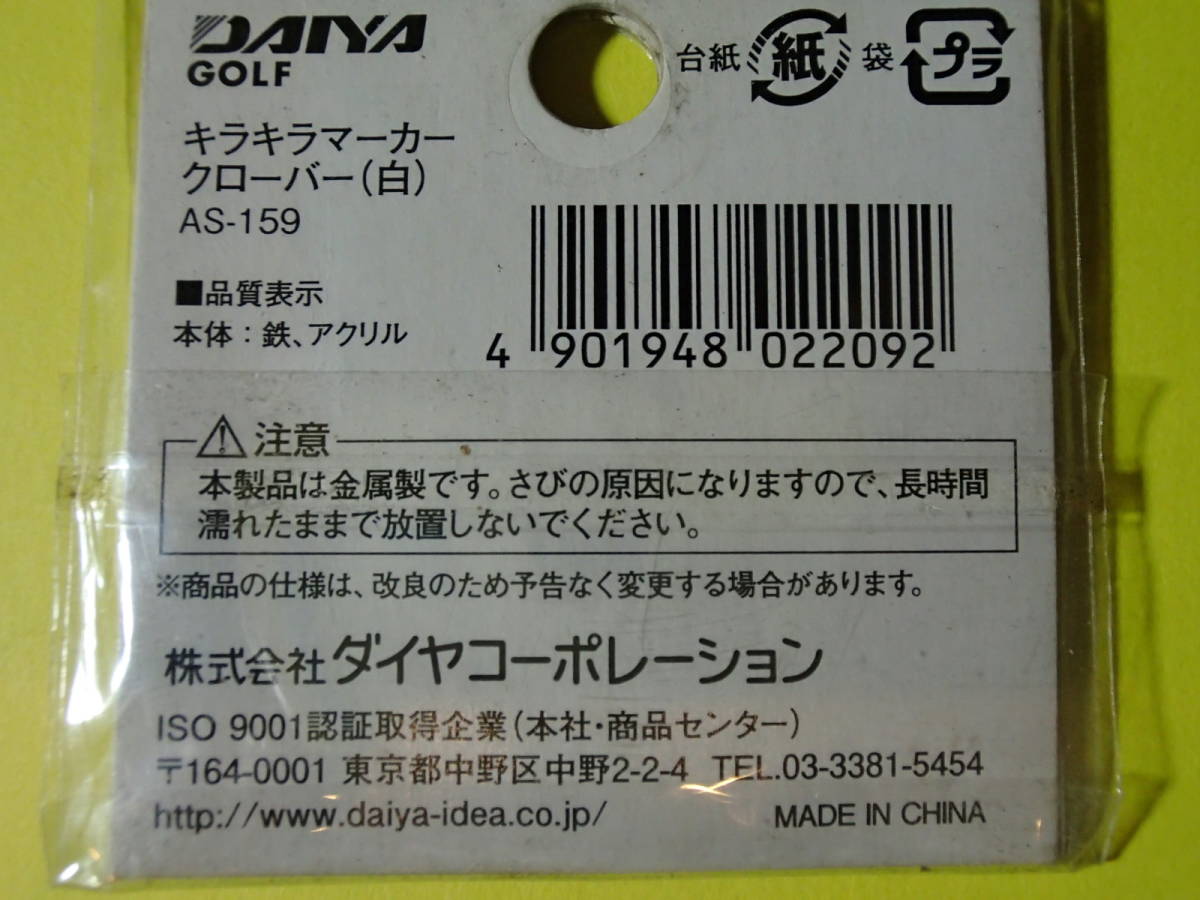 DAIYA
GOLF
台紙 紙 袋 プラ
キラキラマーカー
クローバー(白)
AS-159
■品質表示
本体:鉄、アクリル
4 901948 022092
⚠注意
本製品は金属製です。さびの原因になりますので、長時間
濡れたままで放置しないでください。
※商品の仕様は、改良のため予告なく変更する場合があります。
株式会社 ダイヤコーポレーション
ISO 9001認証取得企業(本社・商品センター)
〒164-0001 東京都中野区中野2-2-4 TEL.03-3381-5454
http://www.daiya-idea.co.jp/ MADE IN CHINA